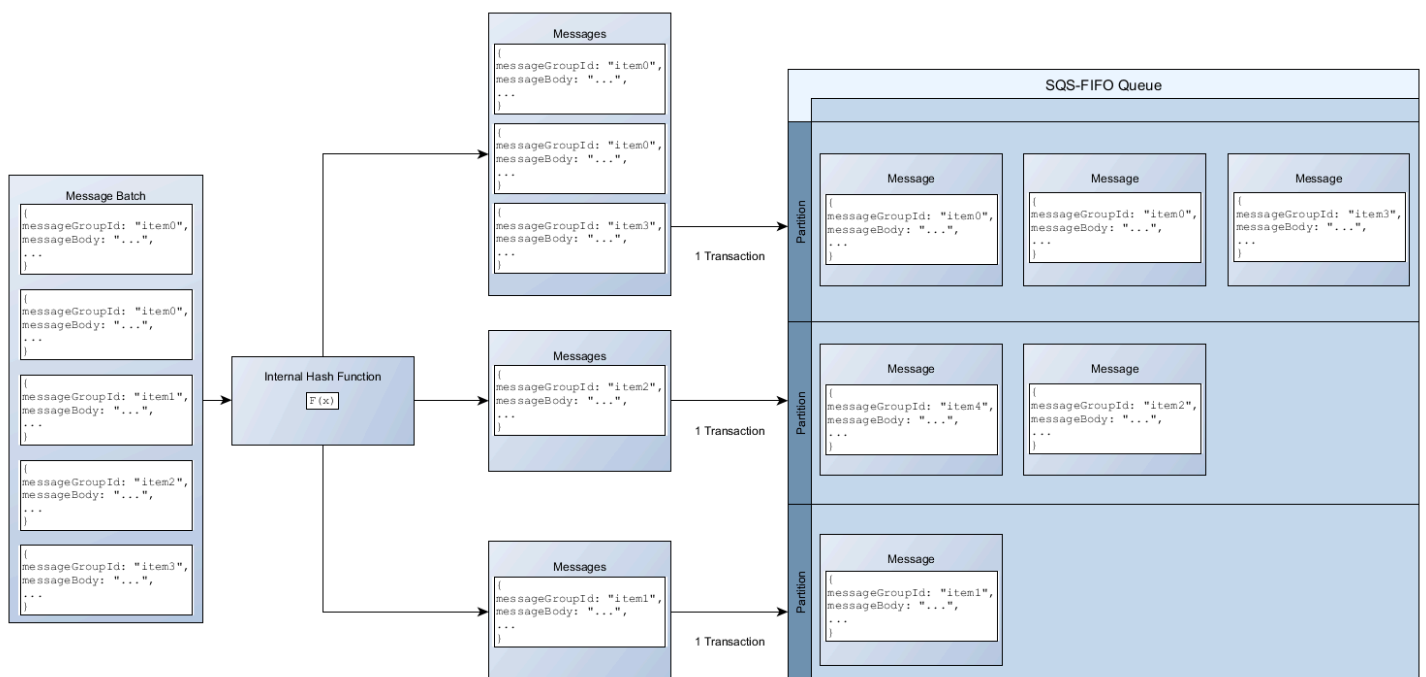 Message Batch
{
messageGroupId: "item0",
messageBody: "...",
...
}
{
messageGroupId: "item0",
messageBody: "...",
...
}
{
messageGroupId: "item1",
messageBody: "...",
...
}
{
messageGroupId: "item2",
messageBody: "...",
...
}
{
messageGroupId: "item3",
messageBody: "...",
...
}
Internal Hash Function
F(x)
Messages
{
messageGroupId: "item0",
messageBody: "...",
...
}
{
messageGroupId: "item0",
messageBody: "...",
...
}
{
messageGroupId: "item3",
messageBody: "...",
...
}
1 Transaction
Messages
{
messageGroupId: "item2",
messageBody: "...",
...
}
1 Transaction
Messages
{
messageGroupId: "item1",
messageBody: "...",
...
}
1 Transaction
SQS-FIFO Queue
Partition
Message
{
messageGroupId: "item0",
messageBody: "...",
...
}
Message
{
messageGroupId: "item0",
messageBody: "...",
...
}
Message
{
messageGroupId: "item3",
messageBody: "...",
...
}
Partition
Message
{
messageGroupId: "item4",
messageBody: "...",
...
}
Message
{
messageGroupId: "item2",
messageBody: "...",
...
}
Partition
Message
{
messageGroupId: "item1",
messageBody: "...",
...
}